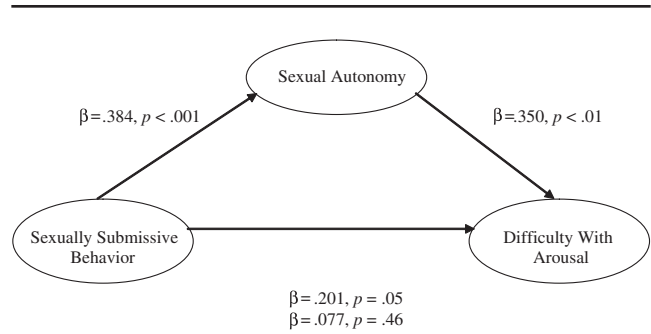 Sexual Autonomy
β=.384, p < .001
β=.350, p < .01
Sexually Submissive
Behavior
Difficulty With
Arousal
β= .201, p = .05
β= .077, p = .46